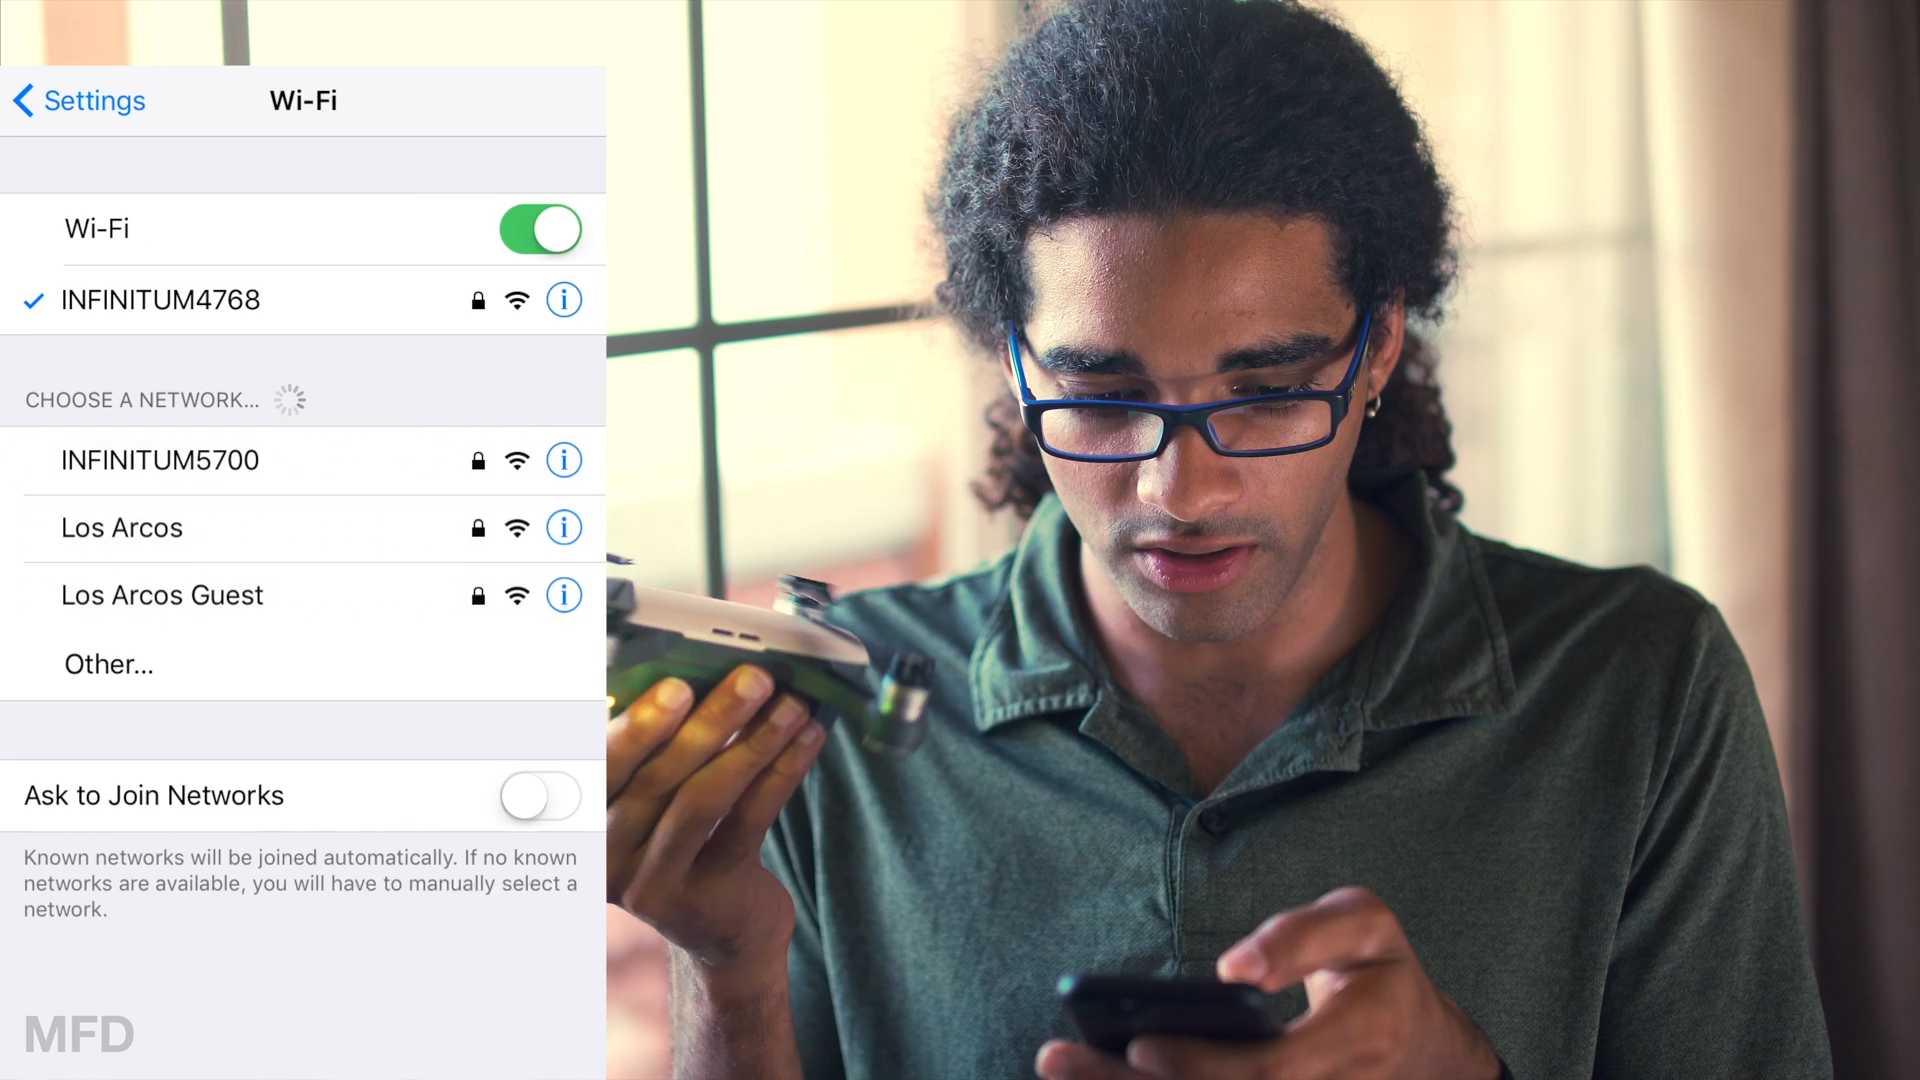 Settings
Wi-Fi
Wi-Fi
INFINITUM4768
CHOOSE A NETWORK...
INFINITUM5700
Los Arcos
Los Arcos Guest
Other...
Ask to Join Networks
Known networks will be joined automatically. If no known
networks are available, you will have to manually select a
network.
MFD